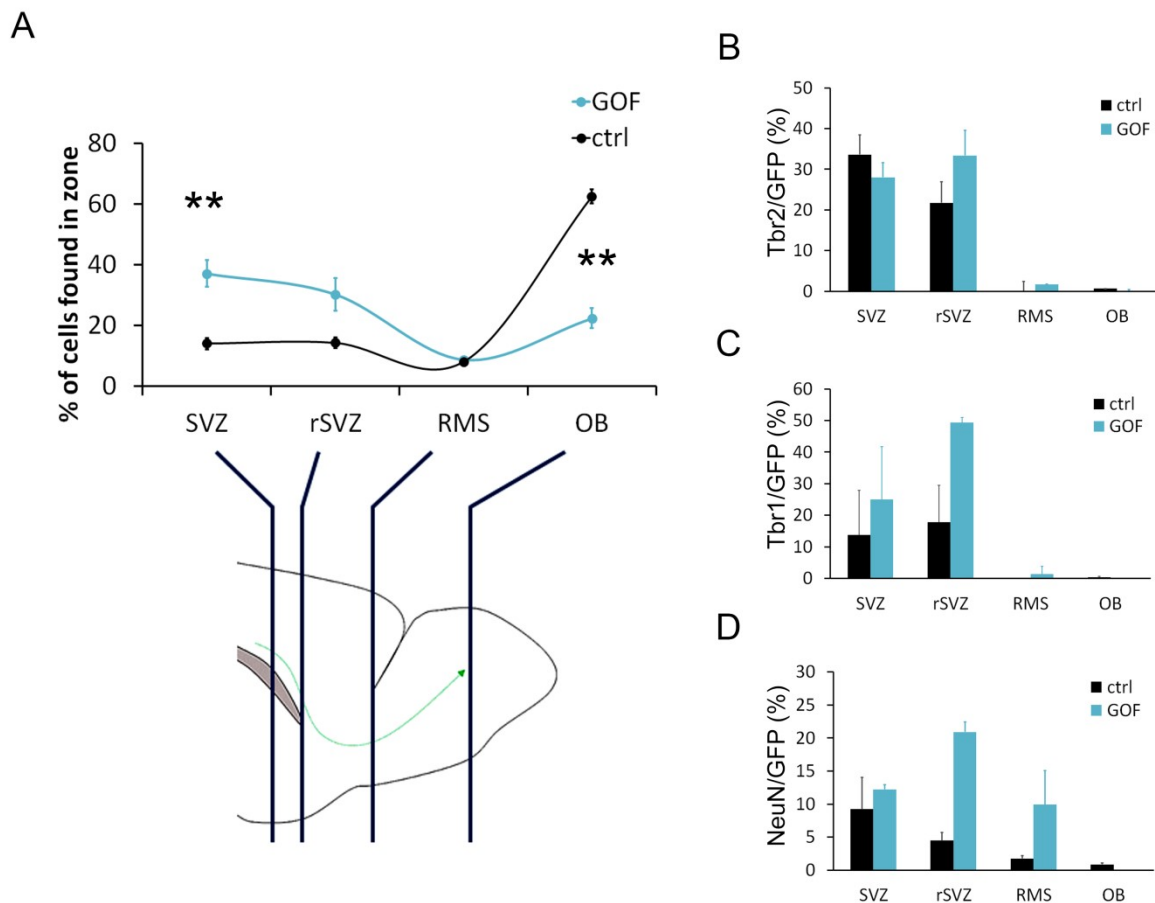 A
GOF
ctrl
**
**
% of cells found in zone
80
60
40
20
0
SVZ rSVZ RMS OB
B
Tbr2/GFP (%)
50
40
30
20
10
0
ctrl
GOF
SVZ rSVZ RMS OB
C
Tbr1/GFP (%)
60
50
40
30
20
10
0
ctrl
GOF
SVZ rSVZ RMS OB
D
NeuN/GFP (%)
30
25
20
15
10
5
0
ctrl
GOF
SVZ rSVZ RMS OB